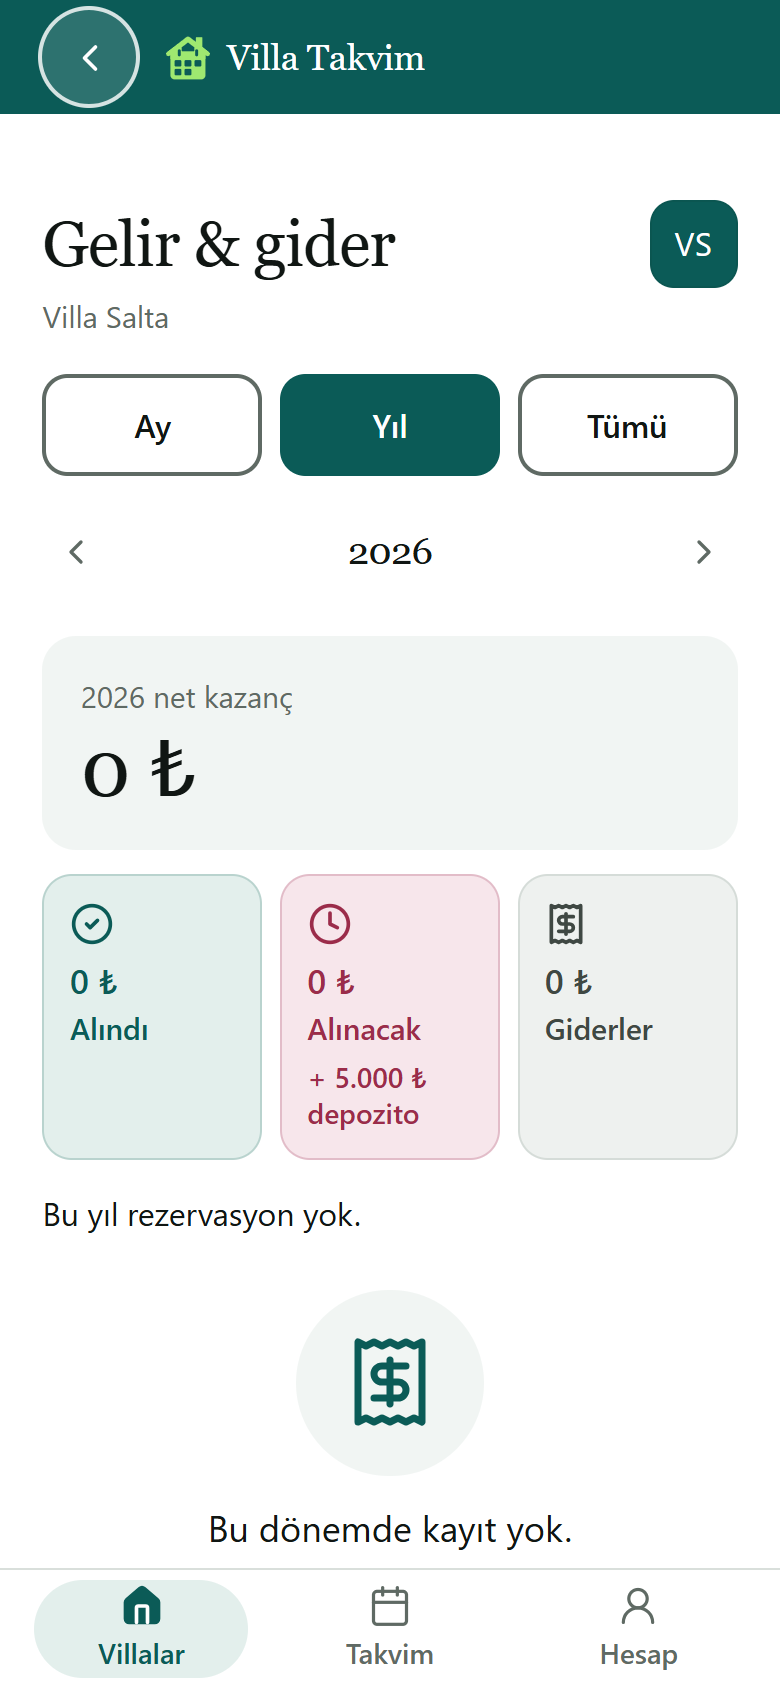 Villa Takvim
Gelir & gider
VS
Villa Salta
Ay
Yıl
Tümü
2026
2026 net kazanç
0 ₺
0 ₺
Alındı
0 ₺
Alınacak
+ 5.000 ₺
depozito
0 ₺
Giderler
Bu yıl rezervasyon yok.
Bu dönemde kayıt yok.
Villalar
Takvim
Hesap